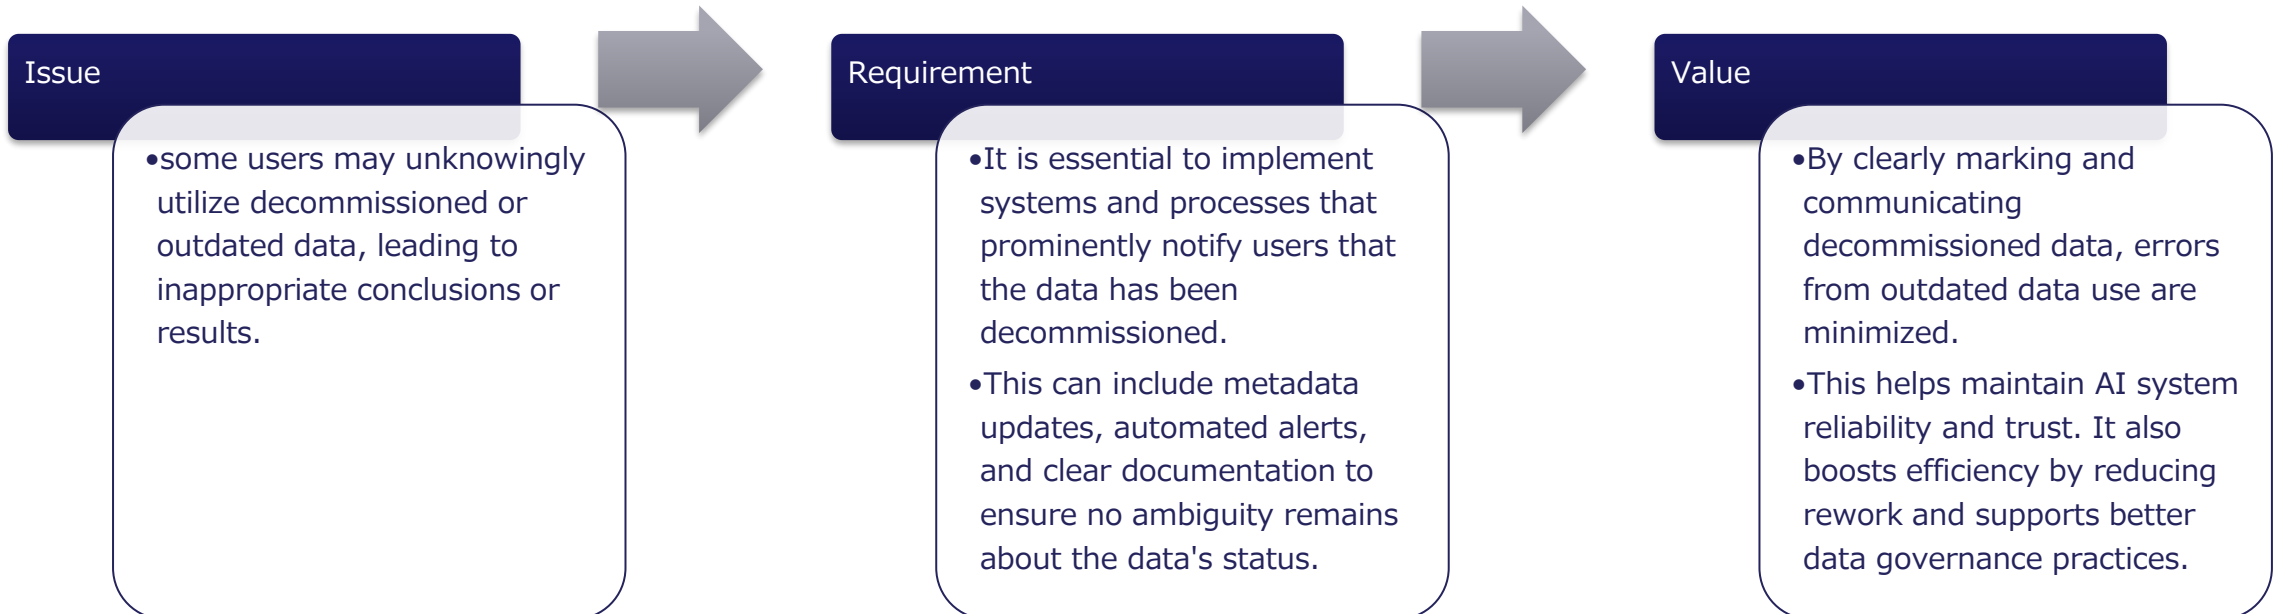 Issue
•some users may unknowingly
utilize decommissioned or
outdated data, leading to
inappropriate conclusions or
results.
Requirement
•It is essential to implement
systems and processes that
prominently notify users that
the data has been
decommissioned.
•This can include metadata
updates, automated alerts,
and clear documentation to
ensure no ambiguity remains
about the data's status.
Value
•By clearly marking and
communicating
decommissioned data, errors
from outdated data use are
minimized.
•This helps maintain AI system
reliability and trust. It also
boosts efficiency by reducing
rework and supports better
data governance practices.